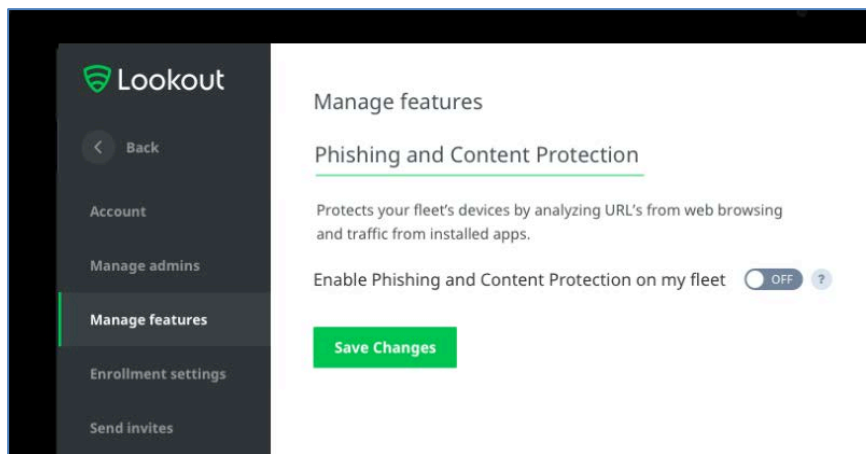 Lookout
Back
Account
Manage admins
Manage features
Enrollment settings
Send invites
Manage features
Phishing and Content Protection
Protects your fleet's devices by analyzing URL's from web browsing
and traffic from installed apps.
Enable Phishing and Content Protection on my fleet OFF ?
Save Changes